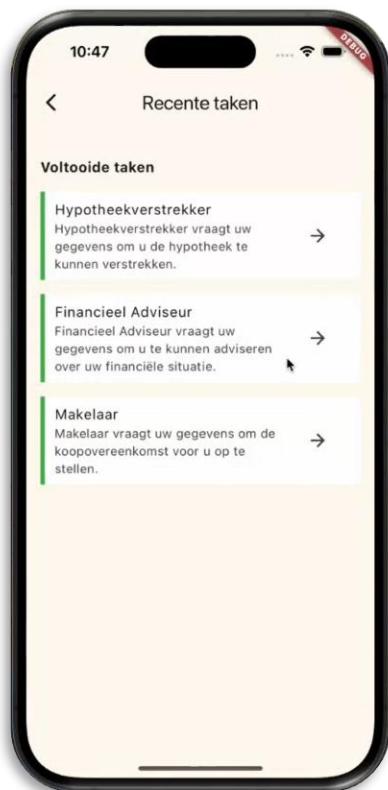 10:47
DEBUG
Recente taken
Voltooide taken
Hypotheekverstrekker
Hypotheekverstrekker vraagt uw
gegevens om u de hypotheek te
kunnen verstrekken.
Financieel Adviseur
Financieel Adviseur vraagt uw
gegevens om u te kunnen adviseren
over uw financiële situatie.
Makelaar
Makelaar vraagt uw gegevens om de
koopovereenkomst voor u op te
stellen.